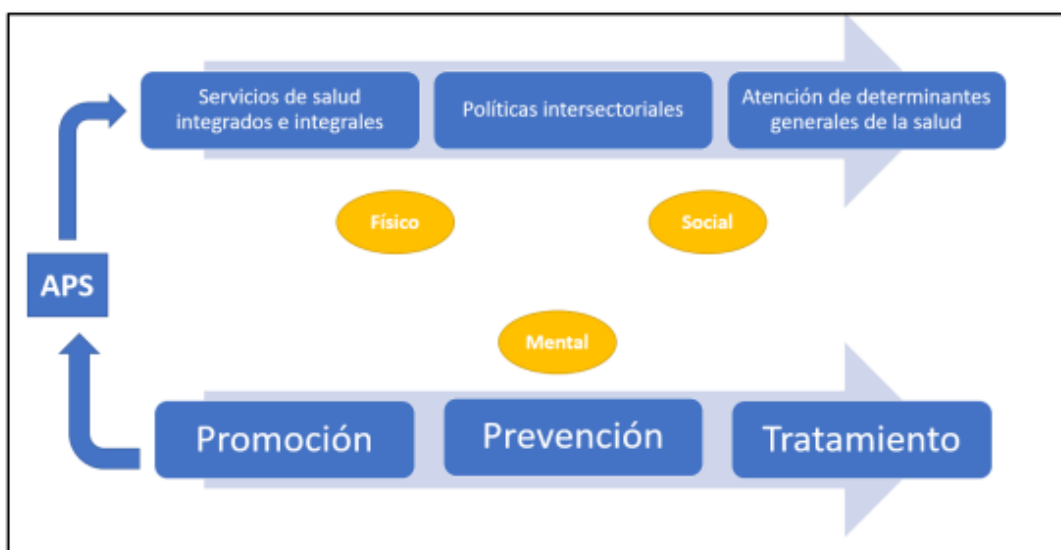 Servicios de salud
integrados e integrales
Políticas intersectoriales
Atención de determinantes
generales de la salud
Físico
Social
APS
Mental
Promoción
Prevención
Tratamiento